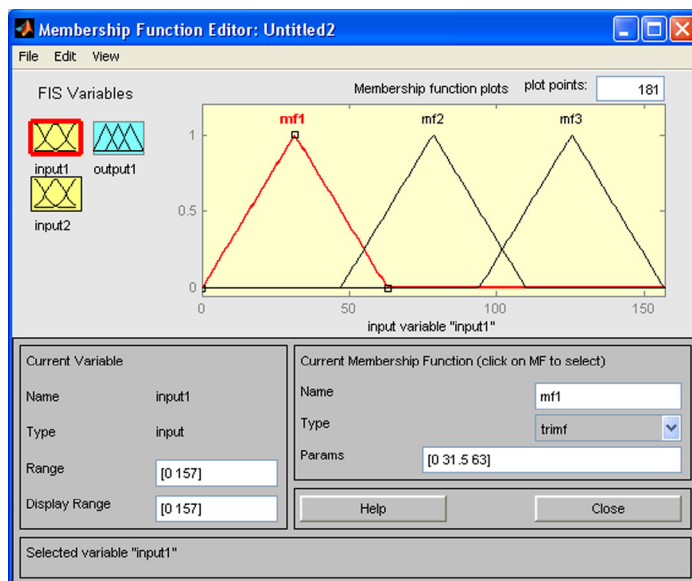 Membership Function Editor: Untitled2
File Edit View
FIS Variables
Membership function plots plot points: 181
input1 output1
input2
mf1 mf2 mf3
1
0.5
0
0 50 100 150
input variable "input1"
Current Variable
Name input1
Type input
Range [0 157]
Display Range [0 157]
Current Membership Function (click on MF to select)
Name mf1
Type trimf
Params [0 31.5 63]
Help Close
Selected variable "input1"